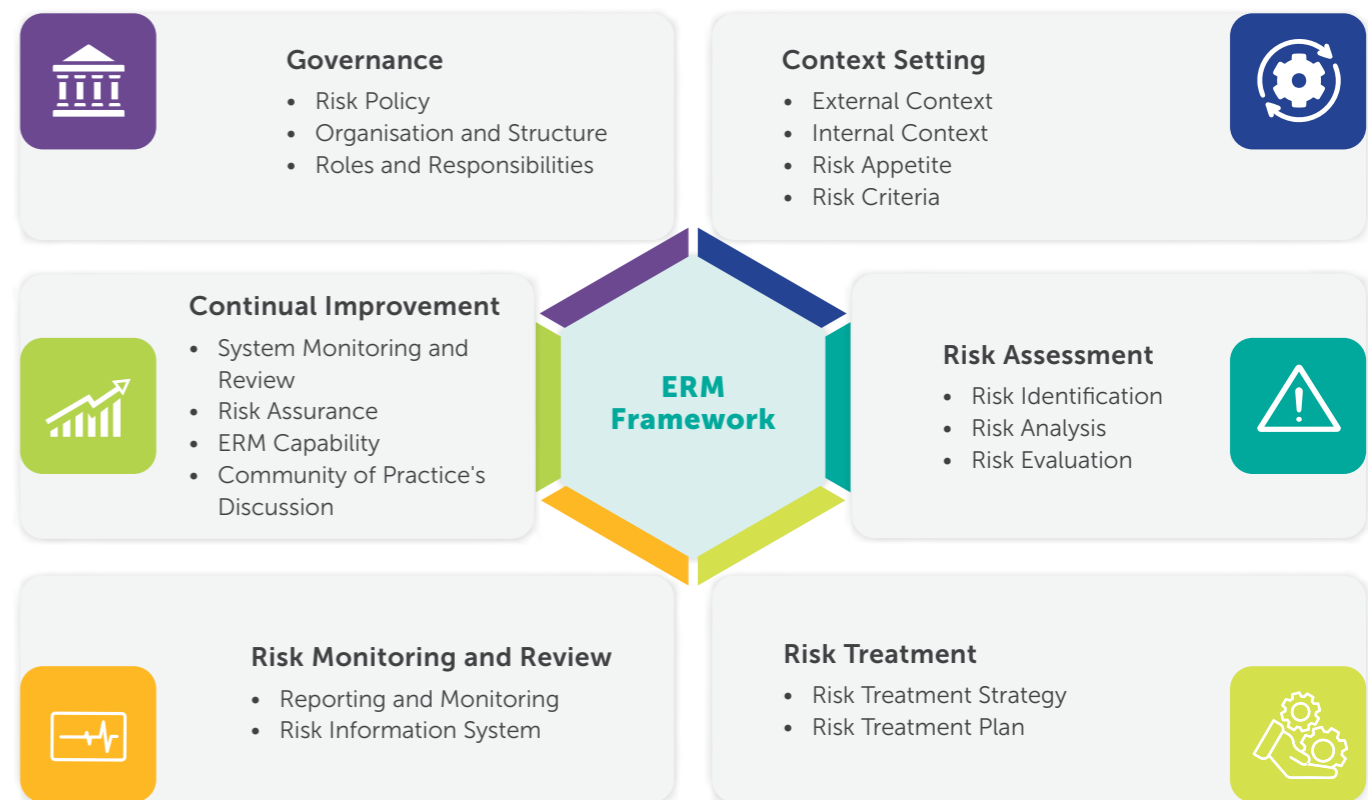 Governance
• Risk Policy
• Organisation and Structure
• Roles and Responsibilities
Context Setting
• External Context
• Internal Context
• Risk Appetite
• Risk Criteria
Continual Improvement
• System Monitoring and
Review
• Risk Assurance
• ERM Capability
• Community of Practice's
Discussion
ERM
Framework
Risk Assessment
• Risk Identification
• Risk Analysis
• Risk Evaluation
Risk Monitoring and Review
• Reporting and Monitoring
• Risk Information System
Risk Treatment
• Risk Treatment Strategy
• Risk Treatment Plan